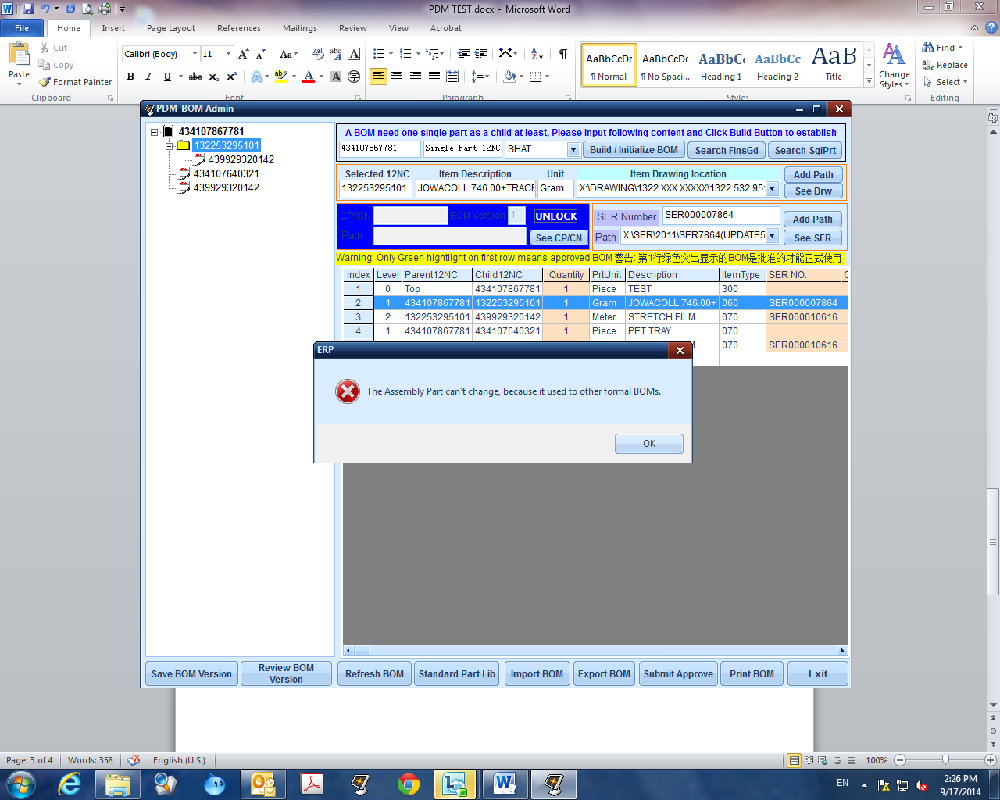 PDM TEST.docx - Microsoft Word
File Home Insert Page Layout References Mailings Review View Acrobat
Paste
Cut
Copy
Format Painter
Clipboard
Calibri (Body) 11
Font
Paragraph
AaBbCcDc AaBbCcDc AaBbCc AaBbCc AaB
¶ Normal ¶ No Spaci... Heading 1 Heading 2 Title
Change Styles
Styles
Find
Replace
Select
Editing
PDM-BOM Admin
434107867781
132253295101
439929320142
434107640321
439929320142
A BOM need one single part as a child at least, Please Input following content and Click Build Button to establish
434107867781 Single Part 12NC SHAT Build / Initialize BOM Search FinsGd Search SglPrt
Selected 12NC Item Description Unit Item Drawing location Add Path
132253295101 JOWACOLL 746.00+TRACE Gram X:\DRAWING\1322 XXX XXXXX\1322 532 95 See Drw
CP/CN BOM Version 1 UNLOCK
Path See CP/CN
SER Number SER000007864 Add Path
Path X:\SER\2011\SER7864(UPDATE5 See SER
Warning: Only Green hightlight on first row means approved BOM 警告: 第1行绿色突出显示的BOM是批准的才能正式使用
Index Level Parent12NC Child12NC Quantity PrtUnit Description ItemType SER NO.
1 0 Top 434107867781 1 Piece TEST 300
2 1 434107867781 132253295101 1 Gram JOWACOLL 746.00+ 060 SER000007864
3 2 132253295101 439929320142 1 Meter STRETCH FILM 070 SER000010616
4 1 434107867781 434107640321 1 Piece PET TRAY 070
070 SER000010616
ERP
The Assembly Part can't change, because it used to other formal BOMs.
OK
Save BOM Version Review BOM Version Refresh BOM Standard Part Lib Import BOM Export BOM Submit Approve Print BOM Exit
Page: 3 of 4 Words: 358 English (U.S.) 100%
EN 2:26 PM
9/17/2014